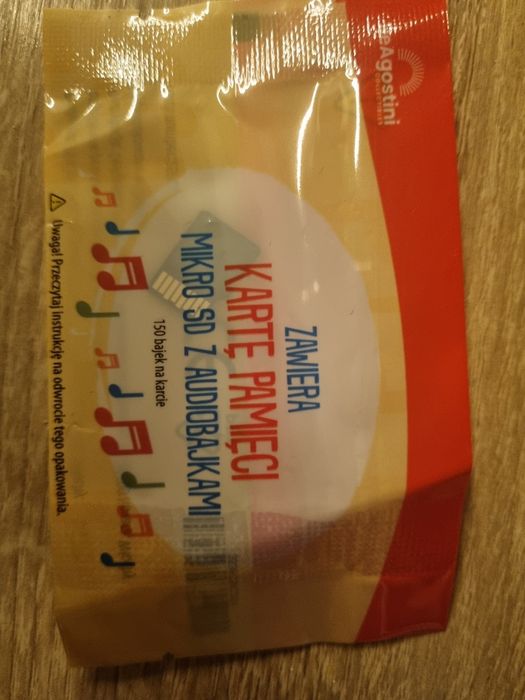 DeAgostini
ZAWIERA
KARTĘ PAMIĘCI
MIKRO SD Z AUDIOBAJKAMI
150 bajek na karcie
Uwaga! Przeczytaj instrukcję na odwrocie tego opakowania.